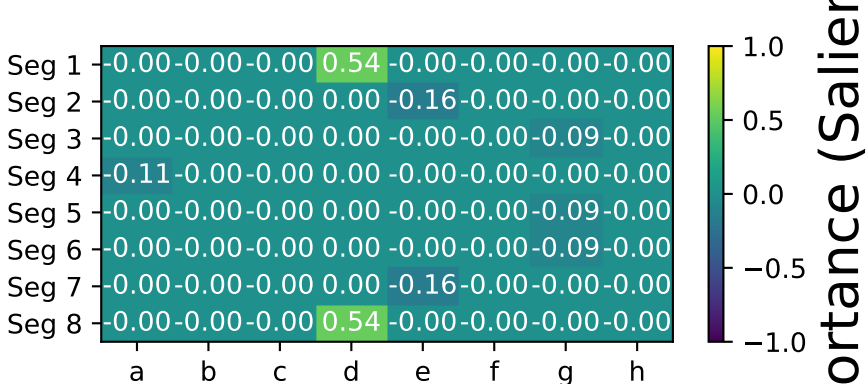 Seg 1 -0.00 -0.00 -0.00 0.54 -0.00 -0.00 -0.00 -0.00
Seg 2 -0.00 -0.00 -0.00 0.00 -0.16 -0.00 -0.00 -0.00
Seg 3 -0.00 -0.00 -0.00 0.00 -0.00 -0.00 -0.09 -0.00
Seg 4 -0.11 -0.00 -0.00 0.00 -0.00 -0.00 -0.00 -0.00
Seg 5 -0.00 -0.00 -0.00 0.00 -0.00 -0.00 -0.09 -0.00
Seg 6 -0.00 -0.00 -0.00 0.00 -0.00 -0.00 -0.09 -0.00
Seg 7 -0.00 -0.00 -0.00 0.00 -0.16 -0.00 -0.00 -0.00
Seg 8 -0.00 -0.00 -0.00 0.54 -0.00 -0.00 -0.00 -0.00
a b c d e f g h
1.0
0.5
0.0
−0.5
−1.0
ortance (Salien